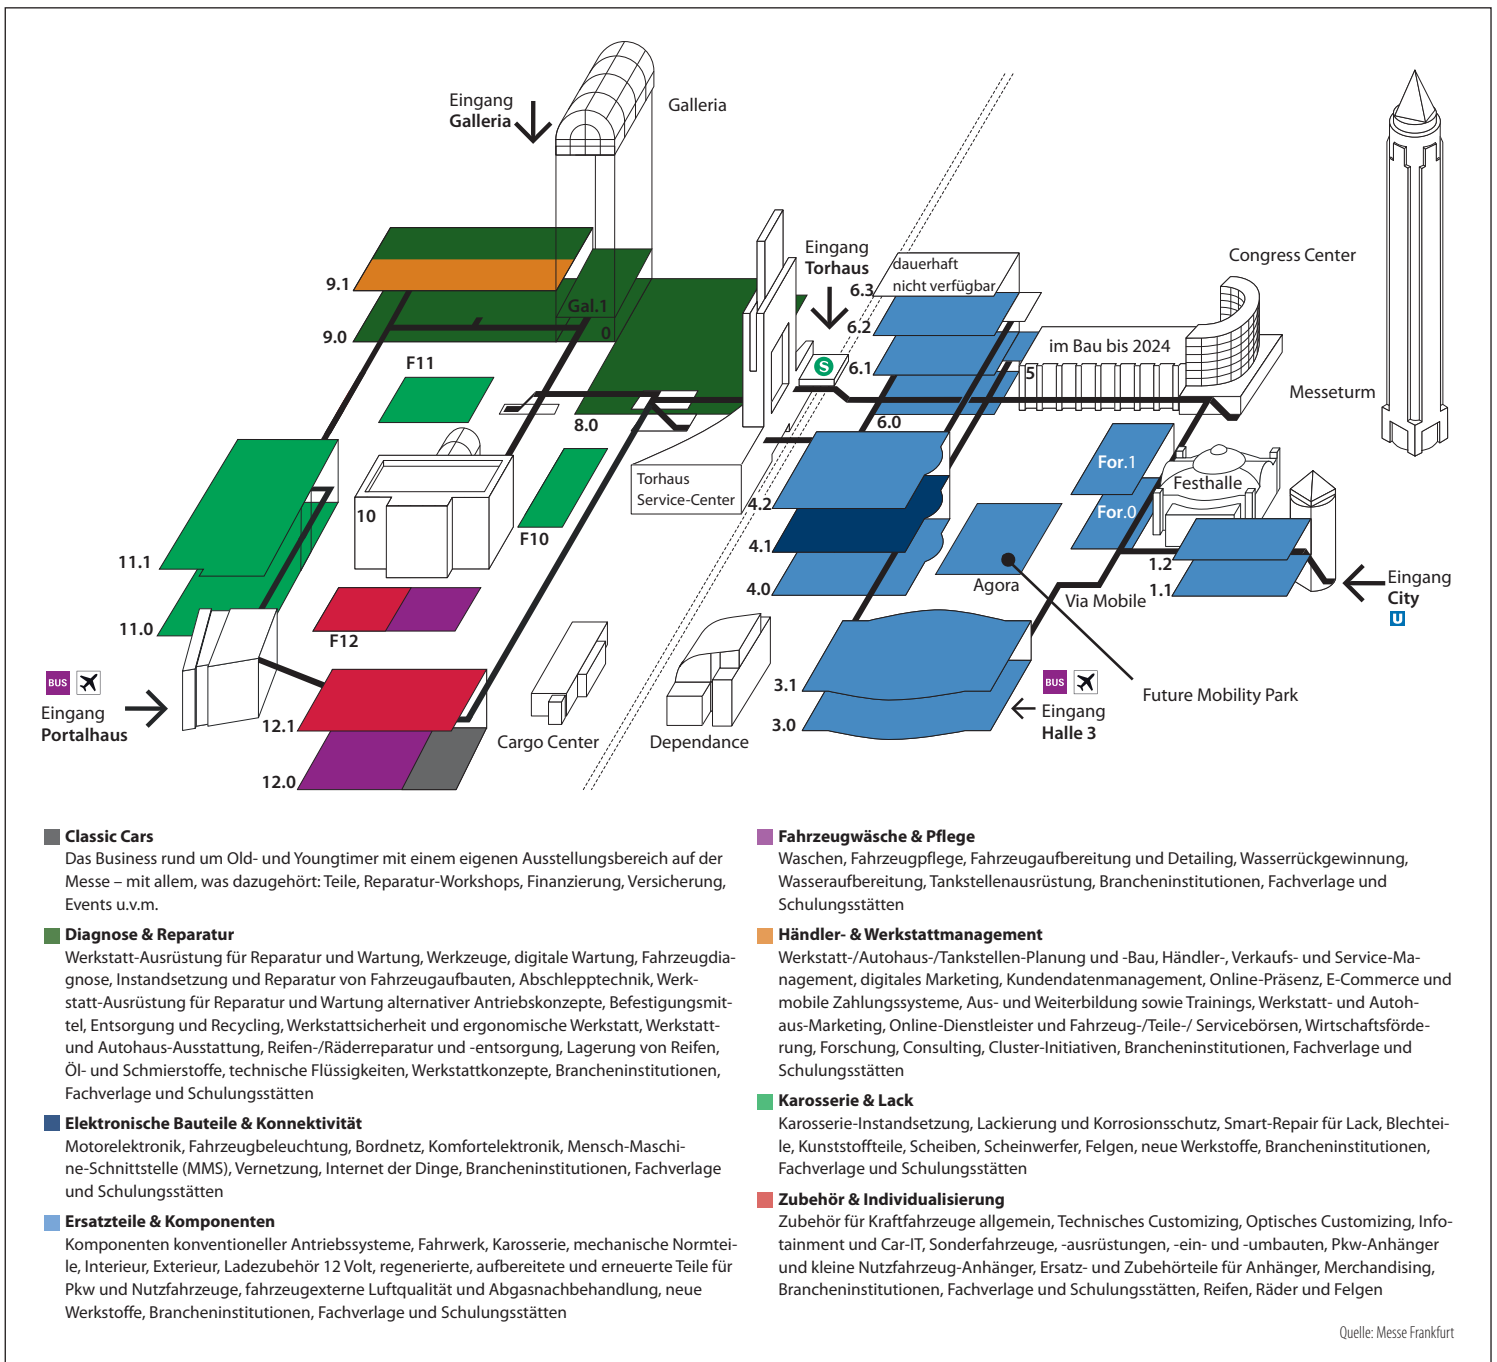 Eingang
Galleria
Galleria
Eingang
Torhaus
dauerhaft
nicht verfügbar
Congress Center
9.1
6.3
Gal.1
0
6.2
9.0
im Bau bis 2024
F11
S
6.1
5
Messeturm
8.0
6.0
For.1
Torhaus
Service-Center
Festhalle
10
4.2
For.0
F10
4.1
11.1
1.2
4.0
Agora
1.1
Eingang
City
U
Via Mobile
11.0
F12
BUS
Eingang
Portalhaus
3.1
BUS
Future Mobility Park
Eingang
Halle 3
12.1
3.0
Cargo Center
Dependance
12.0
Classic Cars
Das Business rund um Old- und Youngtimer mit einem eigenen Ausstellungsbereich auf der
Messe – mit allem, was dazugehört: Teile, Reparatur-Workshops, Finanzierung, Versicherung,
Events u.v.m.
Diagnose & Reparatur
Werkstatt-Ausrüstung für Reparatur und Wartung, Werkzeuge, digitale Wartung, Fahrzeugdia-
gnose, Instandsetzung und Reparatur von Fahrzeugaufbauten, Abschlepptechnik, Werk-
statt-Ausrüstung für Reparatur und Wartung alternativer Antriebskonzepte, Befestigungsmit-
tel, Entsorgung und Recycling, Werkstattsicherheit und ergonomische Werkstatt, Werkstatt-
und Autohaus-Ausstattung, Reifen-/Räderreparatur und -entsorgung, Lagerung von Reifen,
Öl- und Schmierstoffe, technische Flüssigkeiten, Werkstattkonzepte, Brancheninstitutionen,
Fachverlage und Schulungsstätten
Elektronische Bauteile & Konnektivität
Motorelektronik, Fahrzeugbeleuchtung, Bordnetz, Komfortelektronik, Mensch-Maschi-
ne-Schnittstelle (MMS), Vernetzung, Internet der Dinge, Brancheninstitutionen, Fachverlage
und Schulungsstätten
Ersatzteile & Komponenten
Komponenten konventioneller Antriebssysteme, Fahrwerk, Karosserie, mechanische Normtei-
le, Interieur, Exterieur, Ladezubehör 12 Volt, regenerierte, aufbereitete und erneuerte Teile für
Pkw und Nutzfahrzeuge, fahrzeugexterne Luftqualität und Abgasnachbehandlung, neue
Werkstoffe, Brancheninstitutionen, Fachverlage und Schulungsstätten
Fahrzeugwäsche & Pflege
Waschen, Fahrzeugpflege, Fahrzeugaufbereitung und Detailing, Wasserrückgewinnung,
Wasseraufbereitung, Tankstellenausrüstung, Brancheninstitutionen, Fachverlage und
Schulungsstätten
Händler- & Werkstattmanagement
Werkstatt-/Autohaus-/Tankstellen-Planung und -Bau, Händler-, Verkaufs- und Service-Ma-
nagement, digitales Marketing, Kundendatenmanagement, Online-Präsenz, E-Commerce und
mobile Zahlungssysteme, Aus- und Weiterbildung sowie Trainings, Werkstatt- und Autoh-
aus-Marketing, Online-Dienstleister und Fahrzeug-/Teile-/ Servicebörsen, Wirtschaftsförde-
rung, Forschung, Consulting, Cluster-Initiativen, Brancheninstitutionen, Fachverlage und
Schulungsstätten
Karosserie & Lack
Karosserie-Instandsetzung, Lackierung und Korrosionsschutz, Smart-Repair für Lack, Blechtei-
le, Kunststoffteile, Scheiben, Scheinwerfer, Felgen, neue Werkstoffe, Brancheninstitutionen,
Fachverlage und Schulungsstätten
Zubehör & Individualisierung
Zubehör für Kraftfahrzeuge allgemein, Technisches Customizing, Optisches Customizing, Info-
tainment und Car-IT, Sonderfahrzeuge, -ausrüstungen, -ein- und -umbauten, Pkw-Anhänger
und kleine Nutzfahrzeug-Anhänger, Ersatz- und Zubehörteile für Anhänger, Merchandising,
Brancheninstitutionen, Fachverlage und Schulungsstätten, Reifen, Räder und Felgen
Quelle: Messe Frankfurt